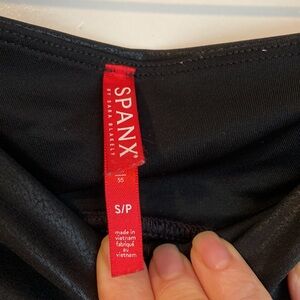 SPANX
BY SARA BLAKELY
S/P
made in
vietnam
fabriqué
au
vietnam